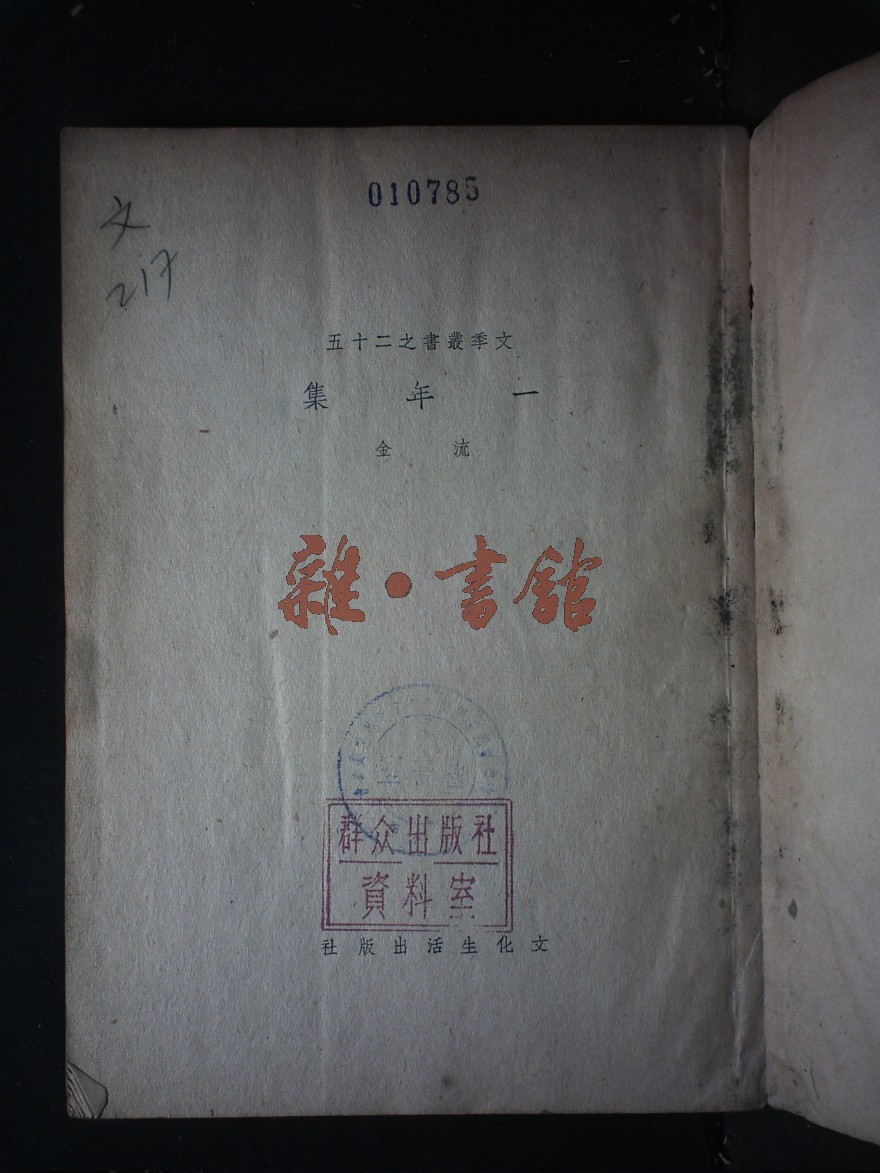 010785
文
217
文季叢書之二十五
一年集
流金
雜·書館
群众出版社
資料室
文化生活出版社